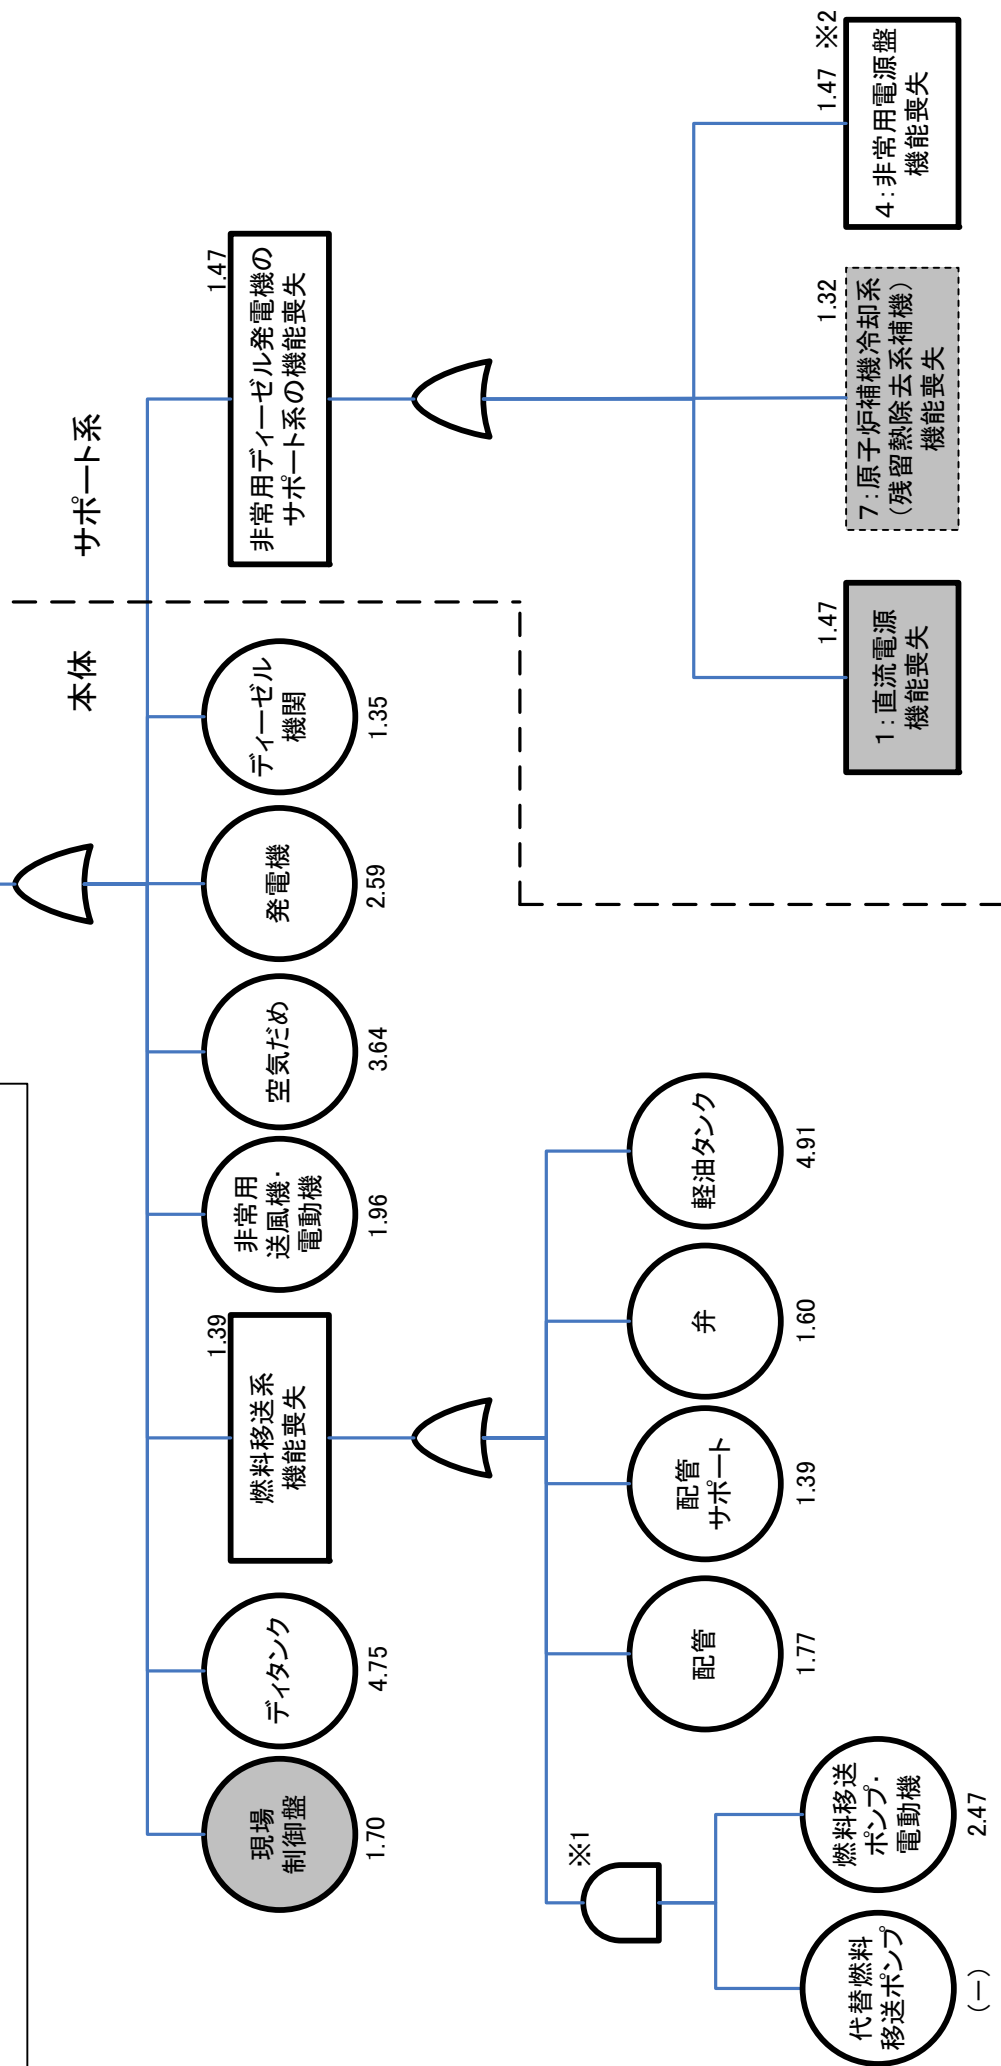 本体
サポート系
現場
制御盤
1.70
ディタンク
4.75
1.39
燃料移送系
機能喪失
非常用
送風機・
電動機
1.96
空気だめ
3.64
発電機
2.59
ディーゼル
機関
1.35
1.47
非常用ディーゼル発電機の
サポート系の機能喪失
※1
代替燃料
移送ポンプ
(－)
燃料移送
ポンプ・
電動機
2.47
配管
1.77
配管
サポート
1.39
弁
1.60
軽油タンク
4.91
1.47
1:直流電源
機能喪失
1.32
7:原子炉補機冷却系
(残留熱除去系補機)
機能喪失
1.47 ※2
4:非常用電源盤
機能喪失